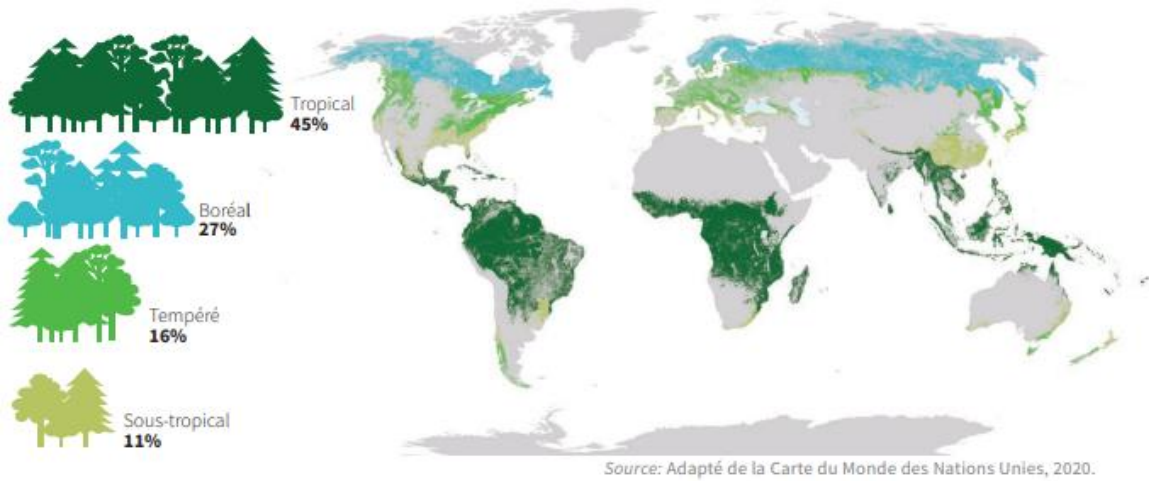 Tropical
45%
Boréal
27%
Tempéré
16%
Sous-tropical
11%
Source: Adapté de la Carte du Monde des Nations Unies, 2020.